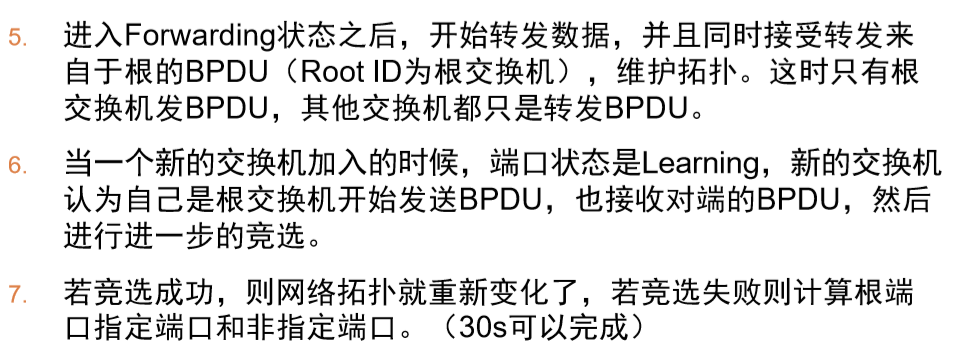 5. 进入Forwarding状态之后，开始转发数据，并且同时接受转发来
自于根的BPDU（Root ID为根交换机），维护拓扑。这时只有根
交换机发BPDU，其他交换机都只是转发BPDU。
6. 当一个新的交换机加入的时候，端口状态是Learning，新的交换机
认为自己是根交换机开始发送BPDU，也接收对端的BPDU，然后
进行进一步的竞选。
7. 若竞选成功，则网络拓扑就重新变化了，若竞选失败则计算根端
口指定端口和非指定端口。（30s可以完成）